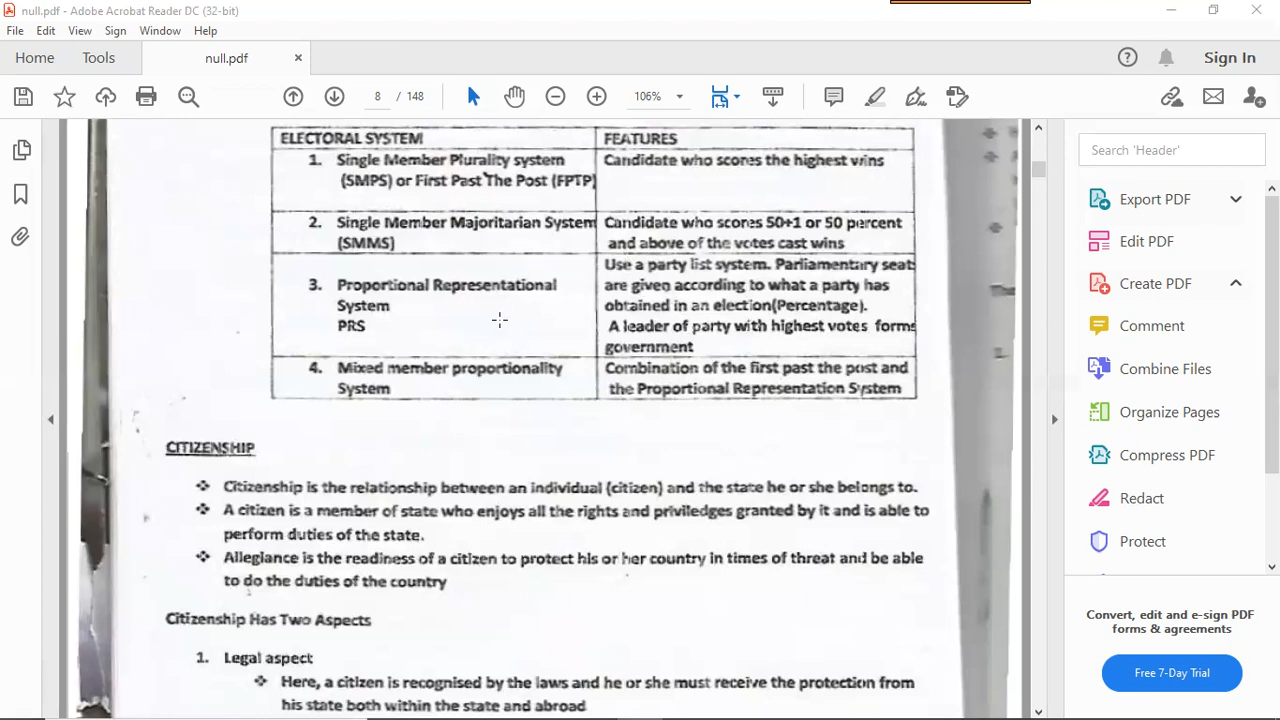 null.pdf - Adobe Acrobat Reader DC (32-bit)
File Edit View Sign Window Help
Home Tools null.pdf Sign In
8 / 148 106%
ELECTORAL SYSTEM FEATURES
1. Single Member Plurality system Candidate who scores the highest wins
(SMPS) or First Past The Post (FPTP)
2. Single Member Majoritarian System Candidate who scores 50+1 or 50 percent
(SMMS) and above of the votes cast wins
Use a party list system. Parliamentary seat
3. Proportional Representational are given according to what a party has
System obtained in an election(Percentage).
PRS A leader of party with highest votes forms
government
4. Mixed member proportionality Combination of the first past the post and
System the Proportional Representation System
CITIZENSHIP
❖ Citizenship is the relationship between an individual (citizen) and the state he or she belongs to.
❖ A citizen is a member of state who enjoys all the rights and priviledges granted by it and is able to
perform duties of the state.
❖ Allegiance is the readiness of a citizen to protect his or her country in times of threat and be able
to do the duties of the country
Citizenship Has Two Aspects
1. Legal aspect
❖ Here, a citizen is recognised by the laws and he or she must receive the protection from
his state both within the state and abroad
Search 'Header'
Export PDF
Edit PDF
Create PDF
Comment
Combine Files
Organize Pages
Compress PDF
Redact
Protect
Convert, edit and e-sign PDF
forms & agreements
Free 7-Day Trial